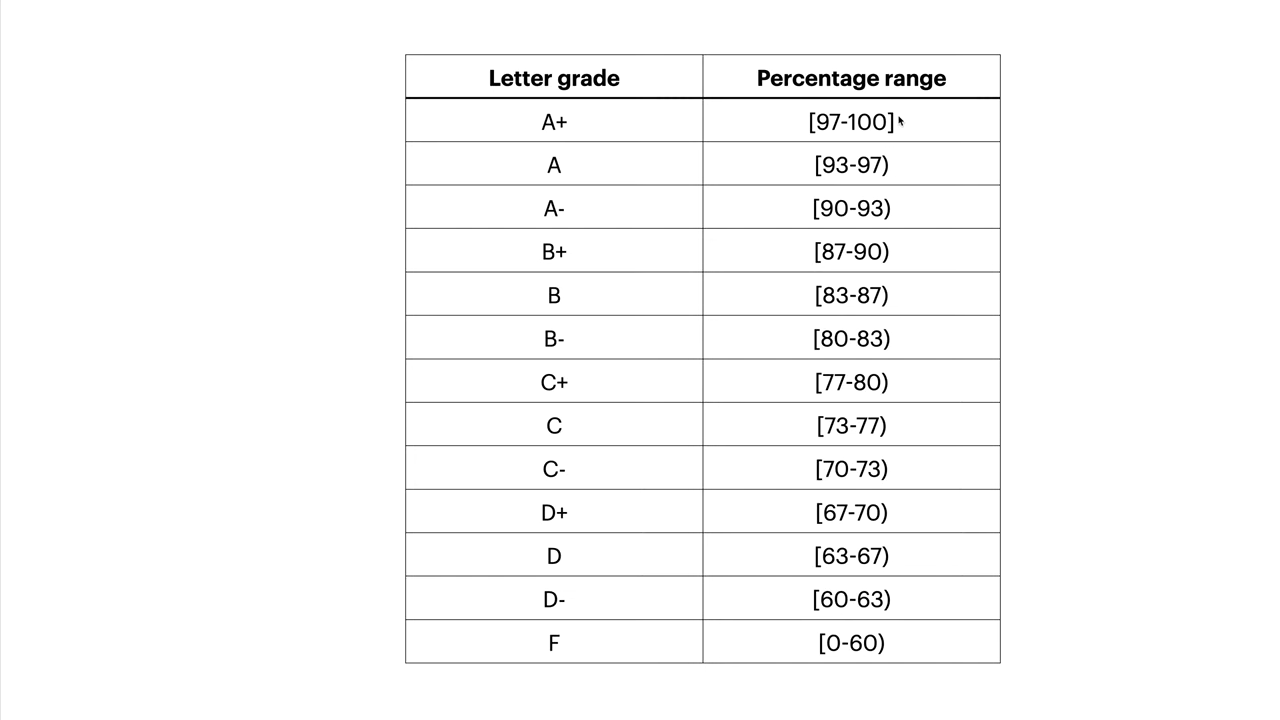 Letter grade Percentage range
A+ [97-100]
A [93-97)
A- [90-93)
B+ [87-90)
B [83-87)
B- [80-83)
C+ [77-80)
C [73-77)
C- [70-73)
D+ [67-70)
D [63-67)
D- [60-63)
F [0-60)